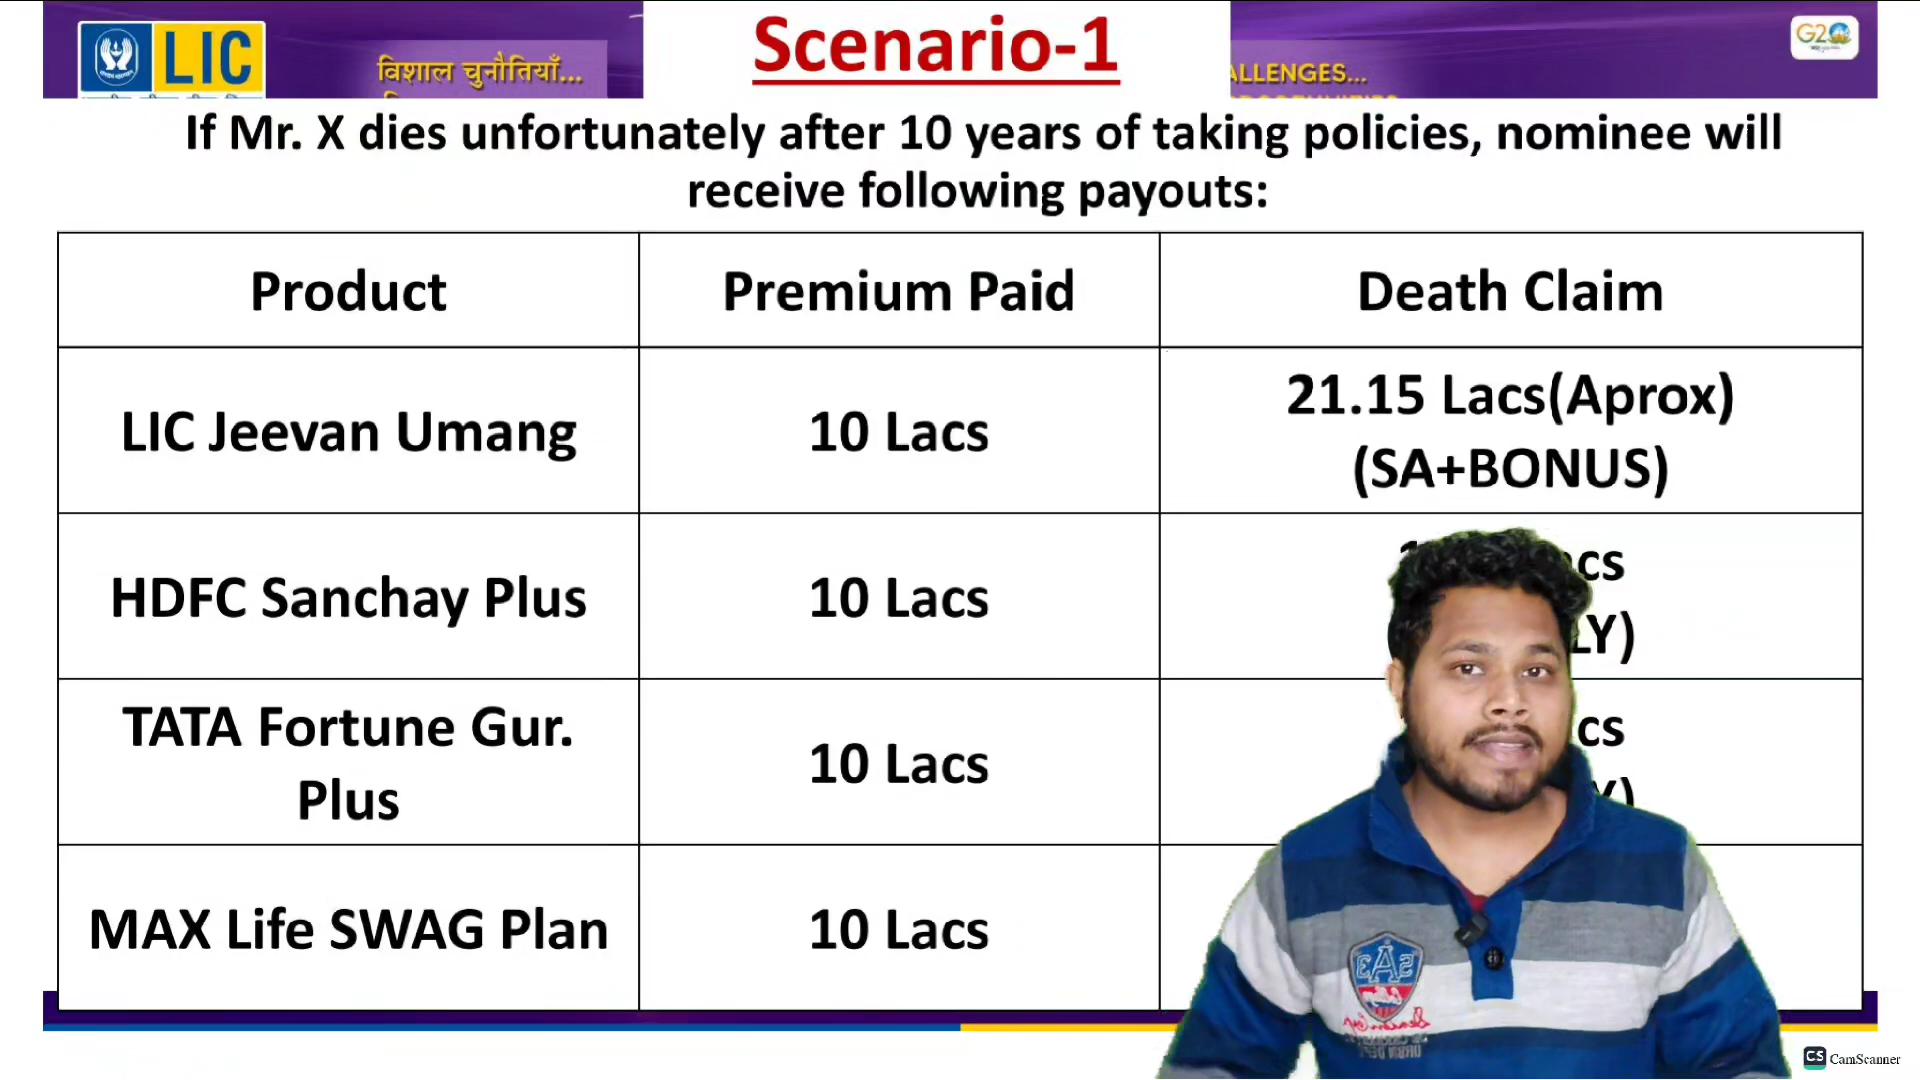 LIC
विशाल चुनौतियाँ...
Scenario-1
ALLENGES...
G20
If Mr. X dies unfortunately after 10 years of taking policies, nominee will
receive following payouts:
Product
Premium Paid
Death Claim
LIC Jeevan Umang
10 Lacs
21.15 Lacs(Aprox)
(SA+BONUS)
HDFC Sanchay Plus
10 Lacs
TATA Fortune Gur.
Plus
10 Lacs
MAX Life SWAG Plan
10 Lacs
CS CamScanner